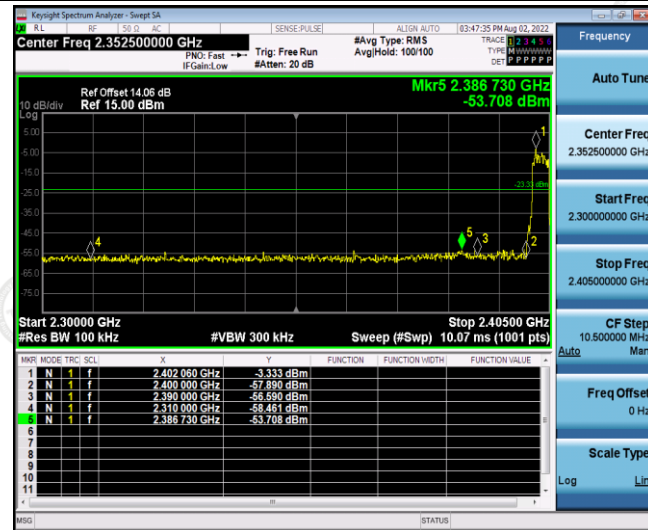 Keysight Spectrum Analyzer - Swept SA
RL RF 50 Ω AC SENSE:PULSE ALIGN AUTO 03:47:35 PM Aug 02, 2022
Center Freq 2.352500000 GHz
PNO: Fast
IFGain:Low
Trig: Free Run
#Atten: 20 dB
#Avg Type: RMS
Avg|Hold: 100/100
TRACE 1 2 3 4 5 6
TYPE M
DET P P P P P P
Ref Offset 14.06 dB
10 dB/div Ref 15.00 dBm
Log
Mkr5 2.386 730 GHz
-53.708 dBm
5.00
-5.00
-15.0
-25.0
-35.0
-45.0
-55.0
-65.0
-75.0
1
-23.33 dBm
5
3
2
4
Start 2.30000 GHz
Stop 2.40500 GHz
#Res BW 100 kHz #VBW 300 kHz Sweep (#Swp) 10.07 ms (1001 pts)
MKR MODE TRC SCL X Y FUNCTION FUNCTION WIDTH FUNCTION VALUE
1 N 1 f 2.402 060 GHz -3.333 dBm
2 N 1 f 2.400 000 GHz -57.890 dBm
3 N 1 f 2.390 000 GHz -56.590 dBm
4 N 1 f 2.310 000 GHz -58.461 dBm
5 N 1 f 2.386 730 GHz -53.708 dBm
6
7
8
9
10
11
MSG STATUS
Frequency
Auto Tune
Center Freq
2.352500000 GHz
Start Freq
2.300000000 GHz
Stop Freq
2.405000000 GHz
CF Step
10.500000 MHz
Auto Man
Freq Offset
0 Hz
Scale Type
Log Lin